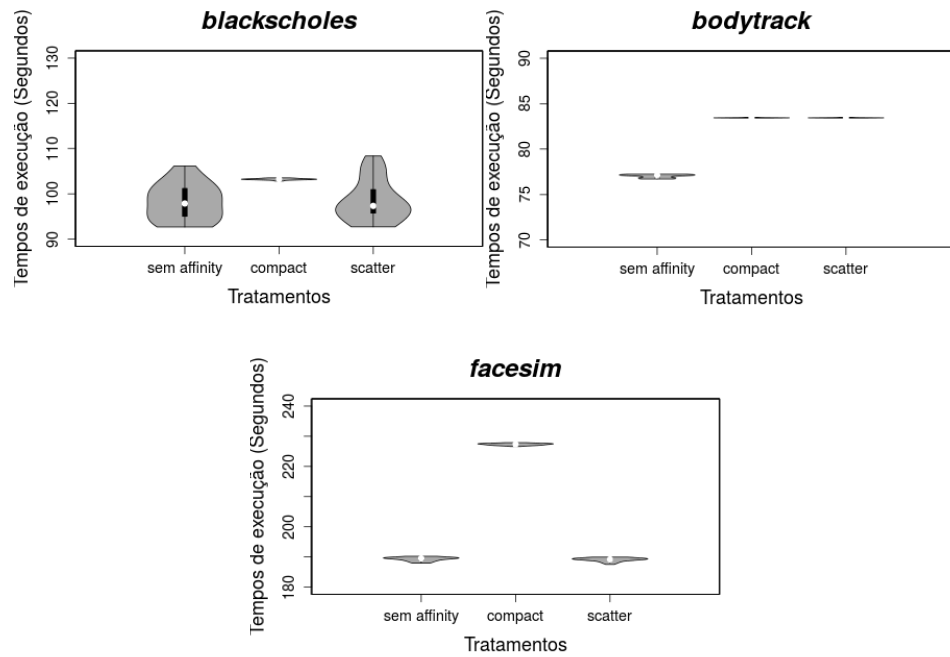 blackscholes
Tempos de execução (Segundos)
130
120
110
100
90
sem affinity compact scatter
Tratamentos
bodytrack
Tempos de execução (Segundos)
90
85
80
75
70
sem affinity compact scatter
Tratamentos
facesim
Tempos de execução (Segundos)
240
220
200
180
sem affinity compact scatter
Tratamentos